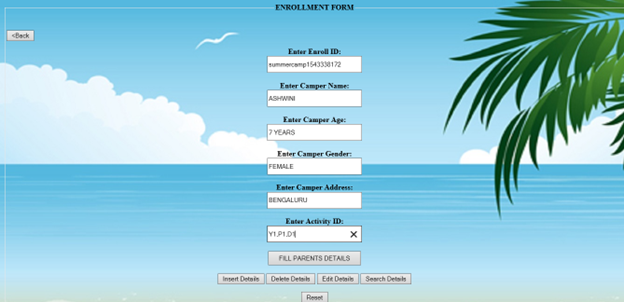 ENROLLMENT FORM
<Back
Enter Enroll ID:
summercamp1543338172
Enter Camper Name:
ASHWINI
Enter Camper Age:
7 YEARS
Enter Camper Gender:
FEMALE
Enter Camper Address:
BENGALURU
Enter Activity ID:
Y1,P1,D1
FILL PARENTS DETAILS
Insert Details Delete Details Edit Details Search Details
Reset